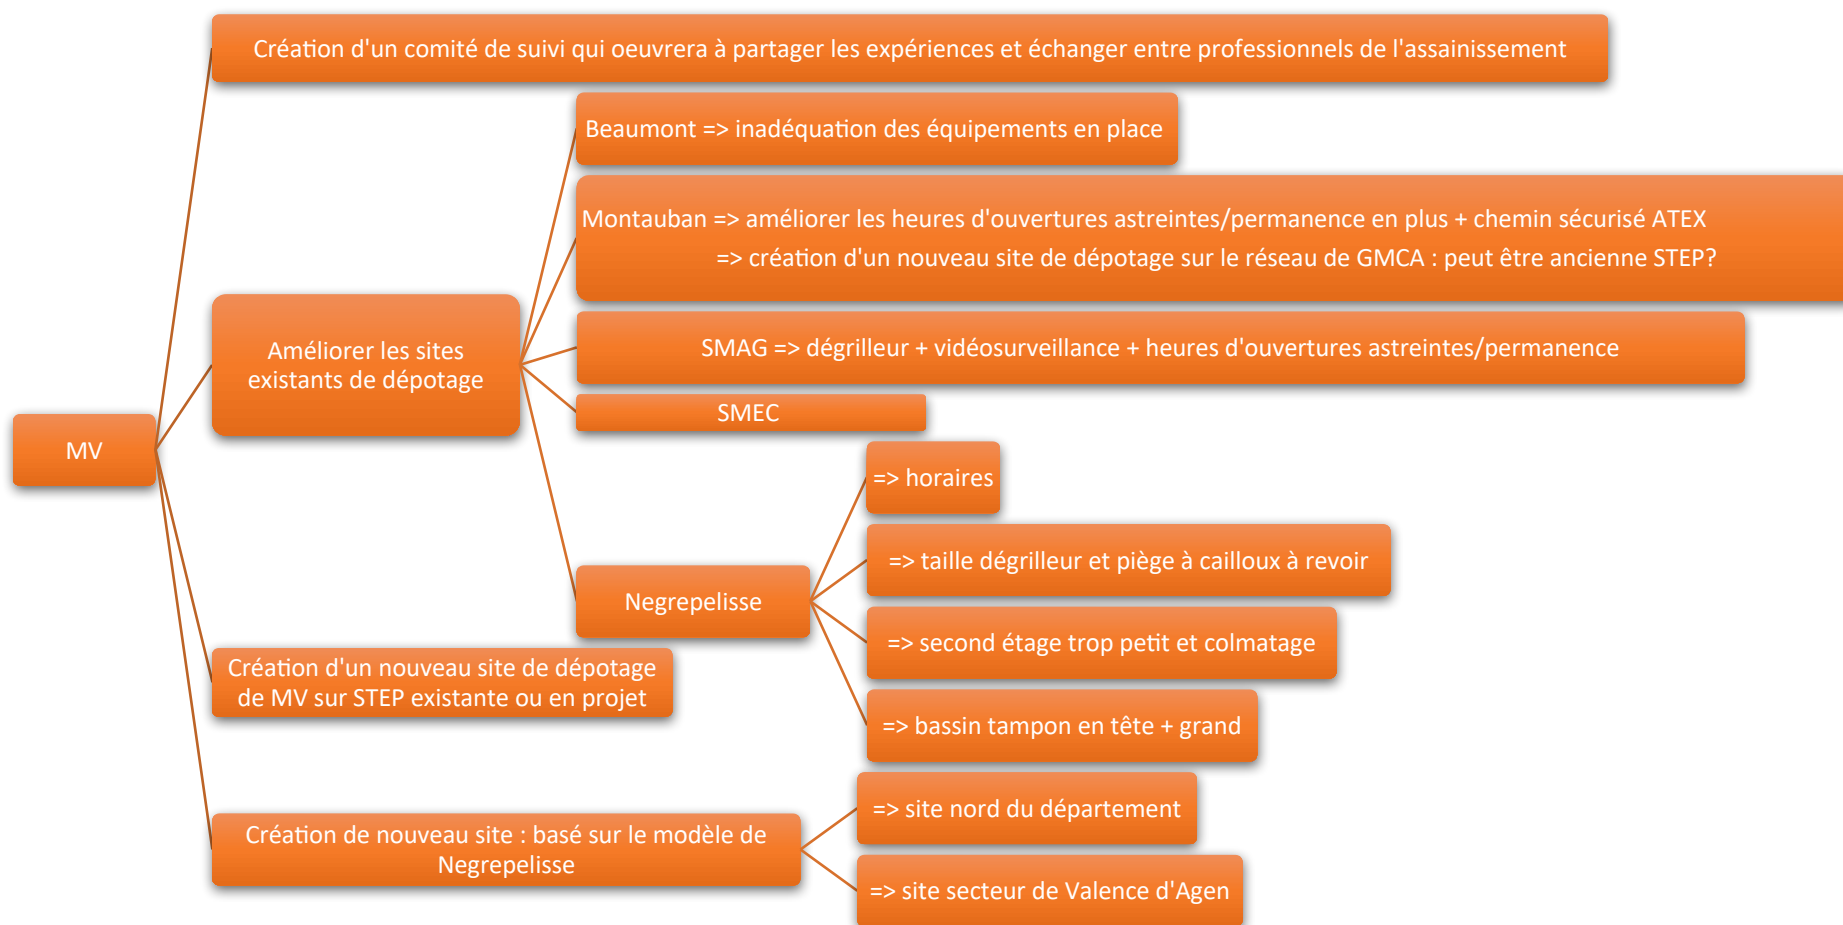 Création d'un comité de suivi qui oeuvrera à partager les expériences et échanger entre professionnels de l'assainissement
Beaumont => inadéquation des équipements en place
Montauban => améliorer les heures d'ouvertures astreintes/permanence en plus + chemin sécurisé ATEX
=> création d'un nouveau site de dépotage sur le réseau de GMCA : peut être ancienne STEP?
Améliorer les sites
existants de dépotage
SMAG => dégrilleur + vidéosurveillance + heures d'ouvertures astreintes/permanence
SMEC
MV
=> horaires
=> taille dégrilleur et piège à cailloux à revoir
Negrepelisse
=> second étage trop petit et colmatage
=> bassin tampon en tête + grand
Création d'un nouveau site de dépotage
de MV sur STEP existante ou en projet
Création de nouveau site : basé sur le modèle de
Negrepelisse
=> site nord du département
=> site secteur de Valence d'Agen